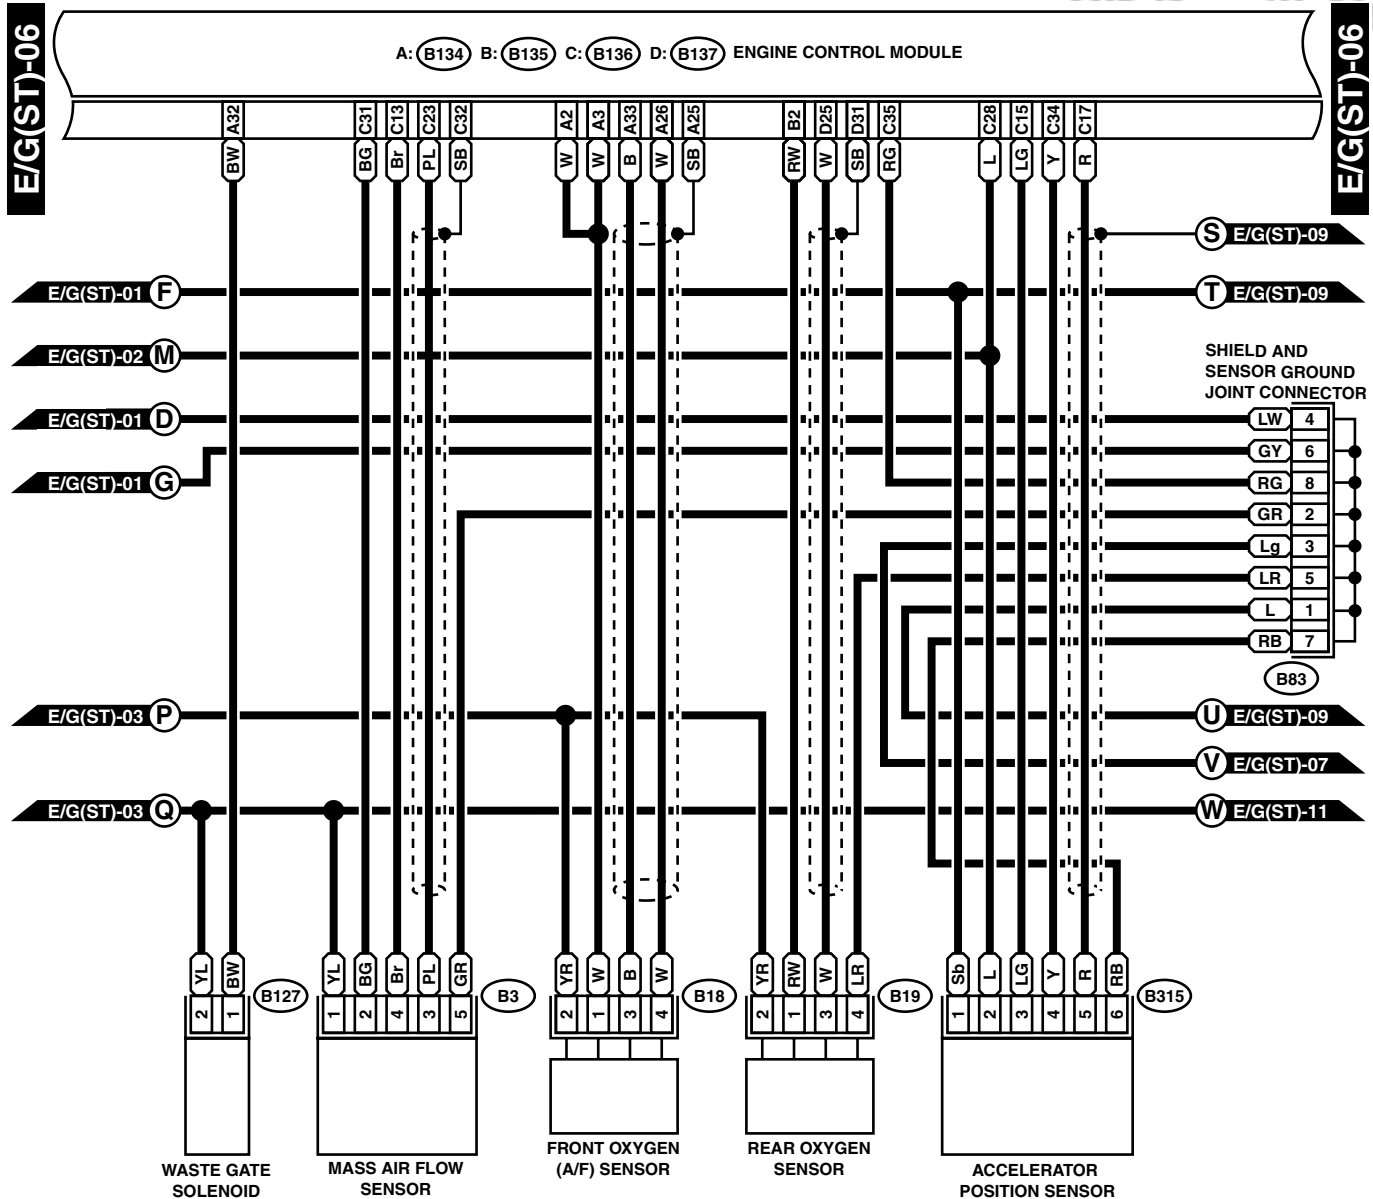 E/G(ST)-06
E/G(ST)-06
A: B134 B: B135 C: B136 D: B137 ENGINE CONTROL MODULE
A32 C31 C13 C23 C32 A2 A3 A33 A26 A25 B2 D25 D31 C35 C28 C15 C34 C17
BW BG Br PL SB W W B W SB RW W SB RG L LG Y R
S E/G(ST)-09
E/G(ST)-01 F
T E/G(ST)-09
E/G(ST)-02 M
SHIELD AND
SENSOR GROUND
JOINT CONNECTOR
E/G(ST)-01 D
LW 4
GY 6
E/G(ST)-01 G
RG 8
GR 2
Lg 3
LR 5
L 1
RB 7
B83
E/G(ST)-03 P
U E/G(ST)-09
V E/G(ST)-07
E/G(ST)-03 Q
W E/G(ST)-11
YL BW YL BG Br PL GR YR W B W YR RW W LR Sb L LG Y R RB
B127 B3 B18 B19 B315
2 1 1 2 4 3 5 2 1 3 4 2 1 3 4 1 2 3 4 5 6
WASTE GATE
SOLENOID
MASS AIR FLOW
SENSOR
FRONT OXYGEN
(A/F) SENSOR
REAR OXYGEN
SENSOR
ACCELERATOR
POSITION SENSOR